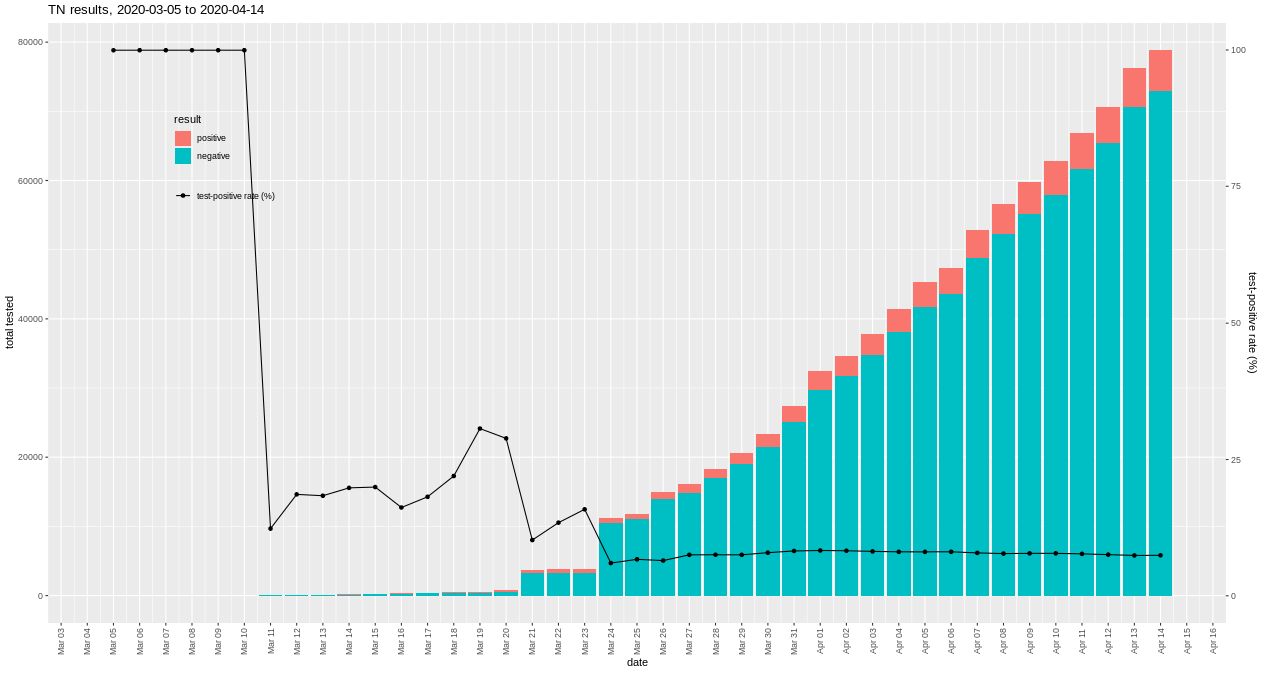 TN results, 2020-03-05 to 2020-04-14
80000
60000
40000
20000
0
total tested
result
positive
negative
test-positive rate (%)
100
75
50
25
0
test-positive rate (%)
Mar 03
Mar 04
Mar 05
Mar 06
Mar 07
Mar 08
Mar 09
Mar 10
Mar 11
Mar 12
Mar 13
Mar 14
Mar 15
Mar 16
Mar 17
Mar 18
Mar 19
Mar 20
Mar 21
Mar 22
Mar 23
Mar 24
Mar 25
Mar 26
Mar 27
Mar 28
Mar 29
Mar 30
Mar 31
Apr 01
Apr 02
Apr 03
Apr 04
Apr 05
Apr 06
Apr 07
Apr 08
Apr 09
Apr 10
Apr 11
Apr 12
Apr 13
Apr 14
Apr 15
Apr 16
date